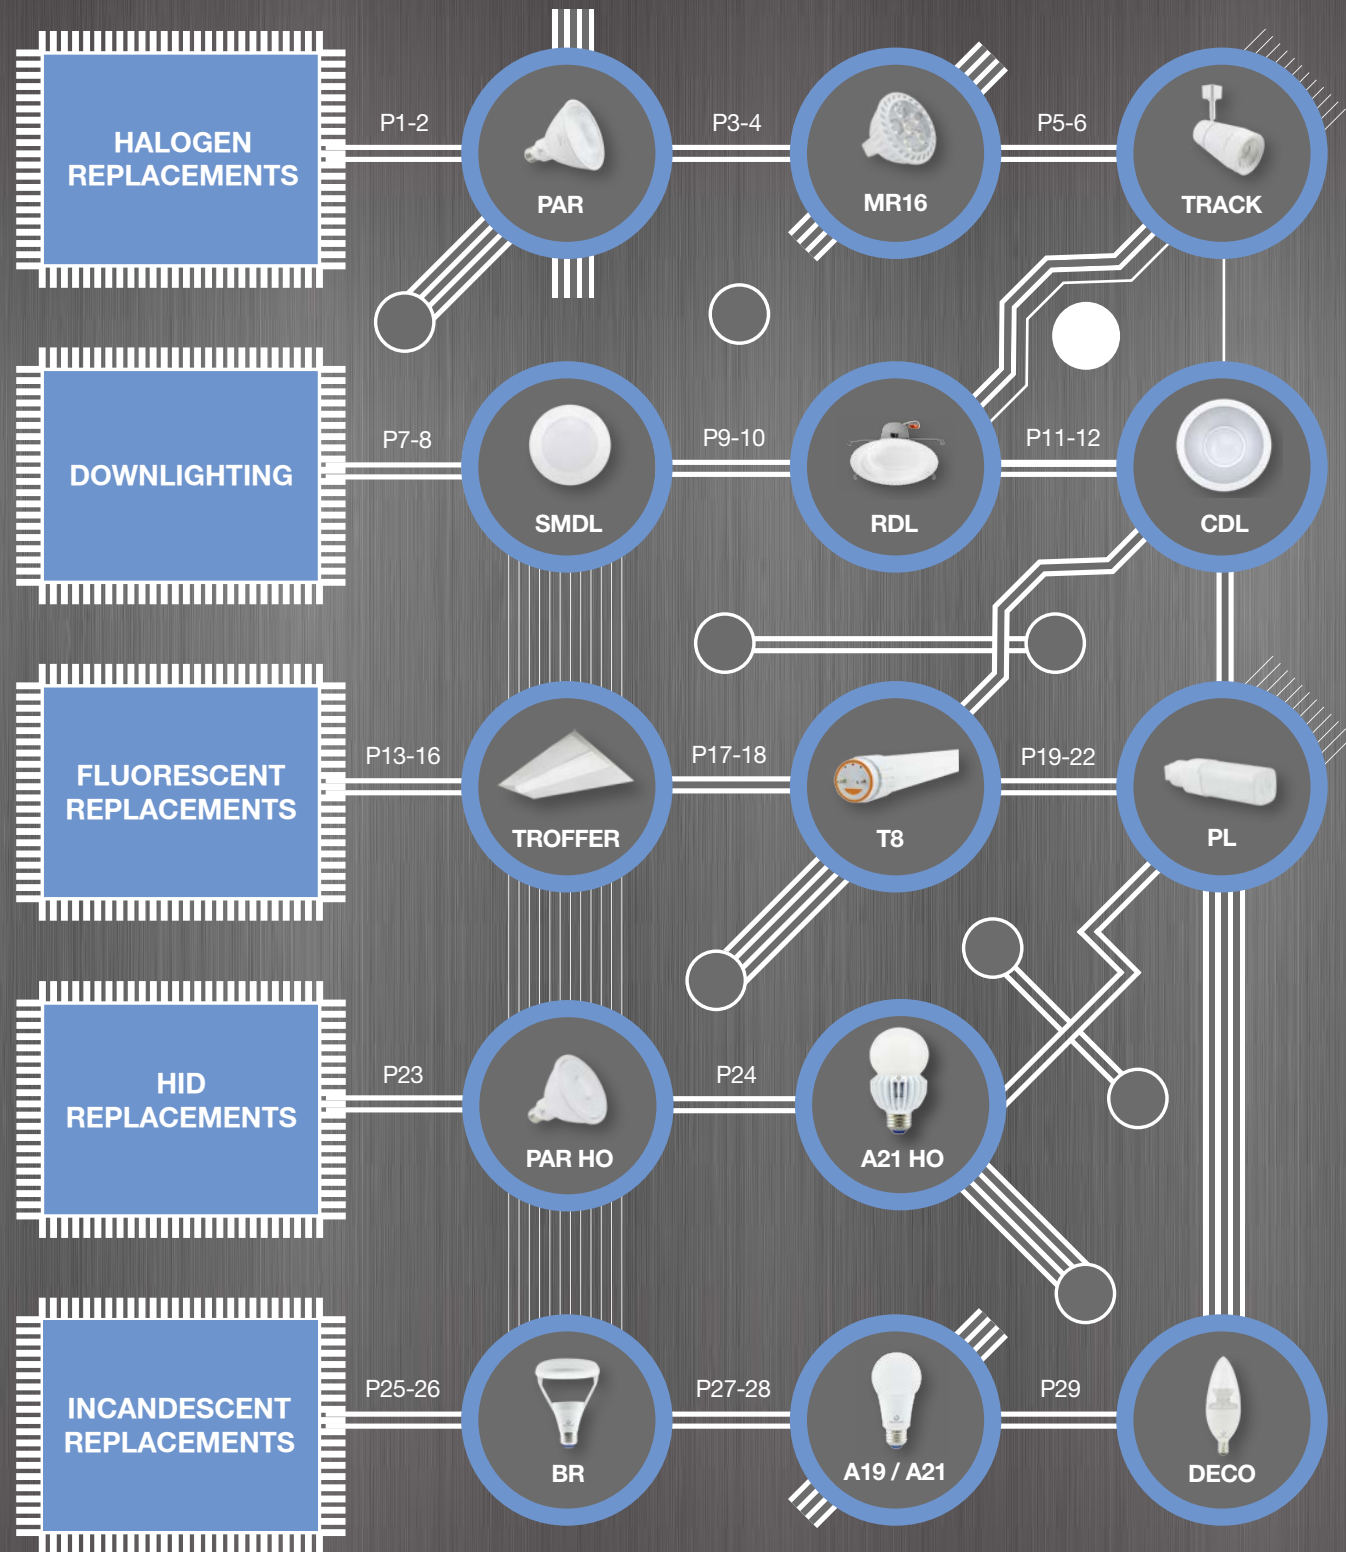 HALOGEN
REPLACEMENTS
P1-2
PAR
P3-4
MR16
P5-6
TRACK
DOWNLIGHTING
P7-8
SMDL
P9-10
RDL
P11-12
CDL
FLUORESCENT
REPLACEMENTS
P13-16
TROFFER
P17-18
T8
P19-22
PL
HID
REPLACEMENTS
P23
PAR HO
P24
A21 HO
INCANDESCENT
REPLACEMENTS
P25-26
BR
P27-28
A19 / A21
P29
DECO